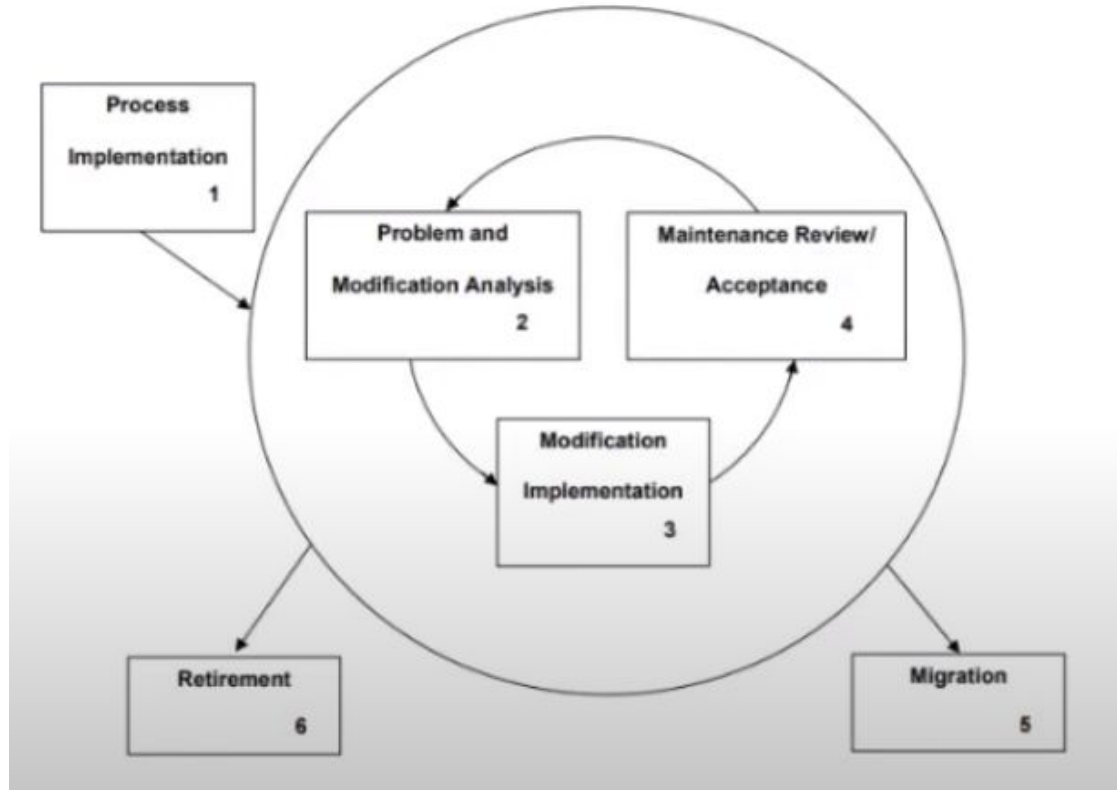 Process
Implementation
1
Problem and
Modification Analysis
2
Maintenance Review/
Acceptance
4
Modification
Implementation
3
Retirement
6
Migration
5